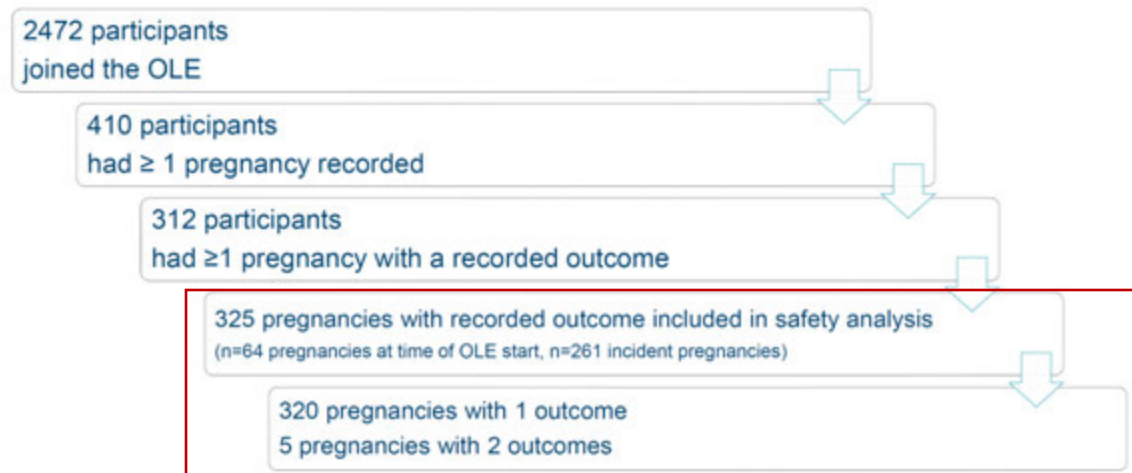 2472 participants
joined the OLE
410 participants
had ≥ 1 pregnancy recorded
312 participants
had ≥1 pregnancy with a recorded outcome
325 pregnancies with recorded outcome included in safety analysis
(n=64 pregnancies at time of OLE start, n=261 incident pregnancies)
320 pregnancies with 1 outcome
5 pregnancies with 2 outcomes